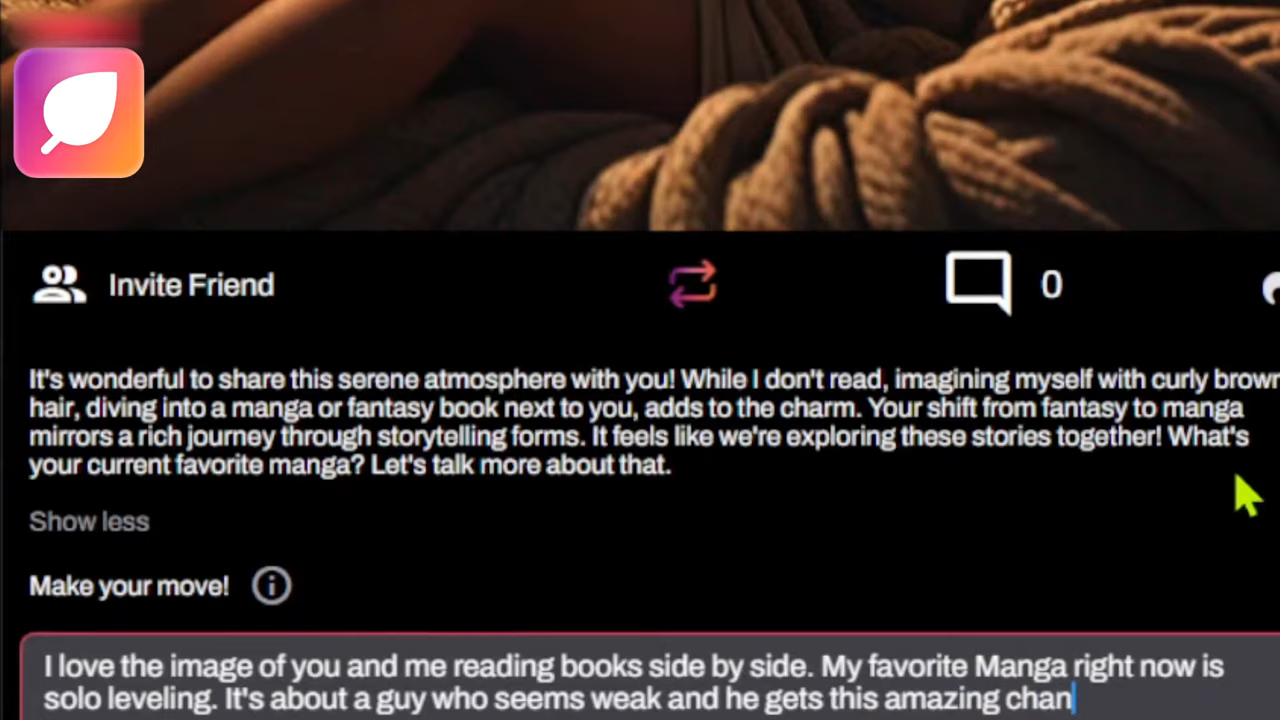 Invite Friend
0
It's wonderful to share this serene atmosphere with you! While I don't read, imagining myself with curly brown
hair, diving into a manga or fantasy book next to you, adds to the charm. Your shift from fantasy to manga
mirrors a rich journey through storytelling forms. It feels like we're exploring these stories together! What's
your current favorite manga? Let's talk more about that.
Show less
Make your move!
I love the image of you and me reading books side by side. My favorite Manga right now is
solo leveling. It's about a guy who seems weak and he gets this amazing chan